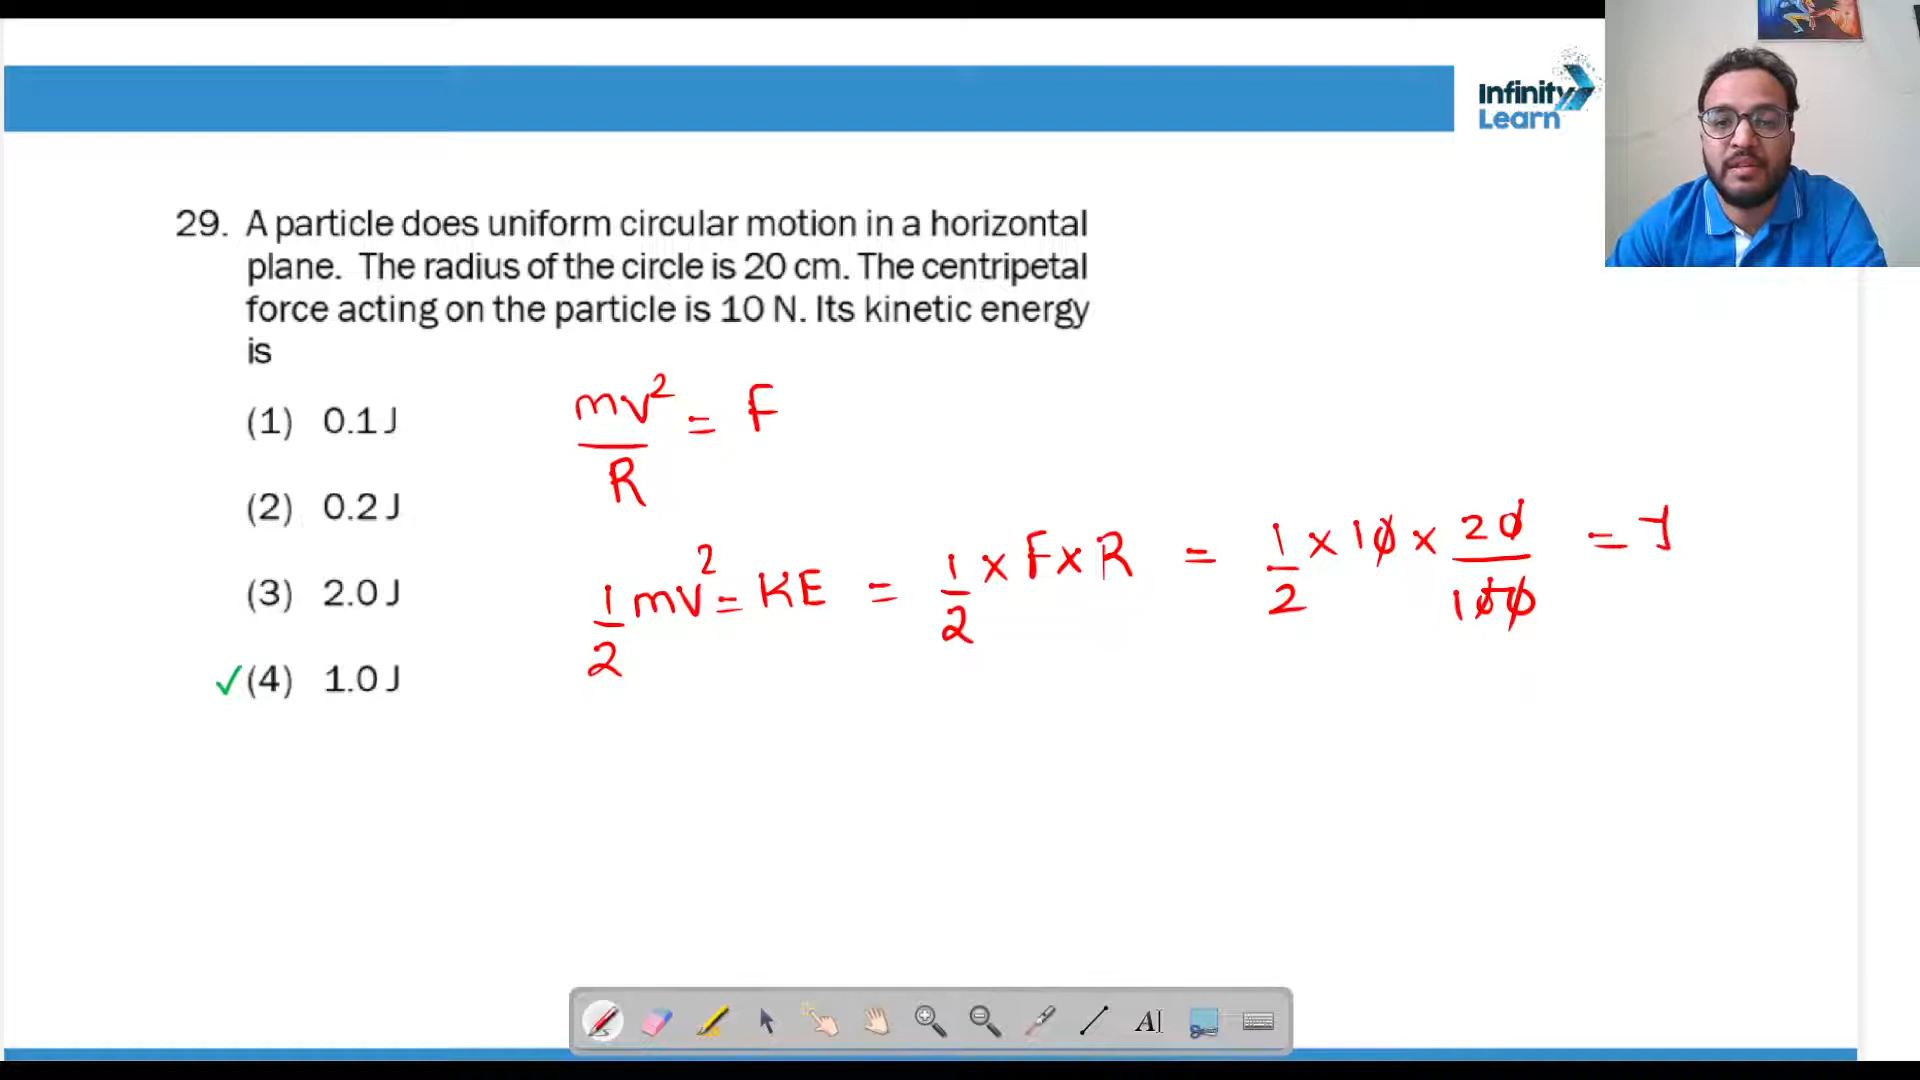 Infinity
Learn
29. A particle does uniform circular motion in a horizontal
plane. The radius of the circle is 20 cm. The centripetal
force acting on the particle is 10 N. Its kinetic energy
is
(1) 0.1 J
(2) 0.2 J
(3) 2.0 J
✓(4) 1.0 J
mv²/R = F
1/2 mv² = KE = 1/2 × F × R = 1/2 × 10 × 20/100 = J
A